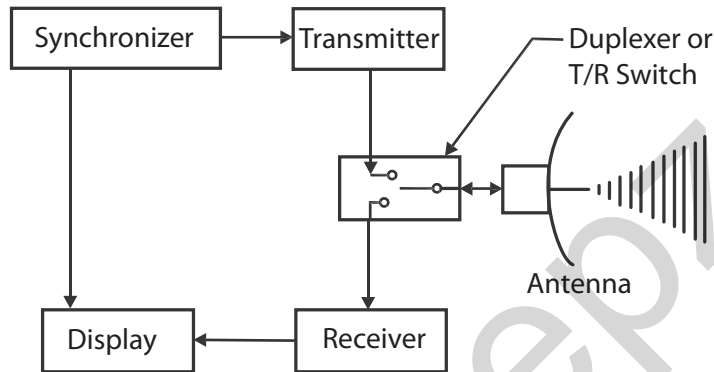 Synchronizer
Transmitter
Duplexer or
T/R Switch
Antenna
Display
Receiver